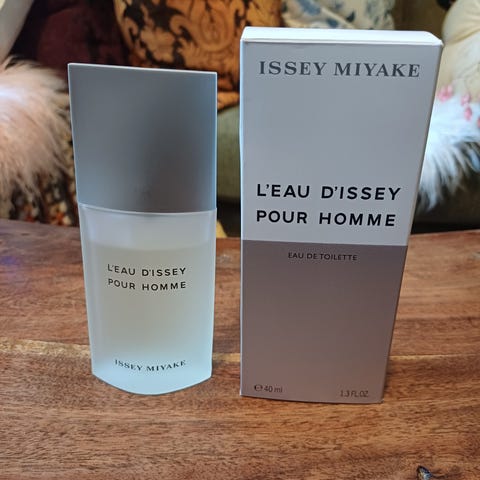 L'EAU D'ISSEY
POUR HOMME
ISSEY MIYAKE
ISSEY MIYAKE
L'EAU D'ISSEY
POUR HOMME
EAU DE TOILETTE
℮ 40 ml 1.3 FL.OZ.